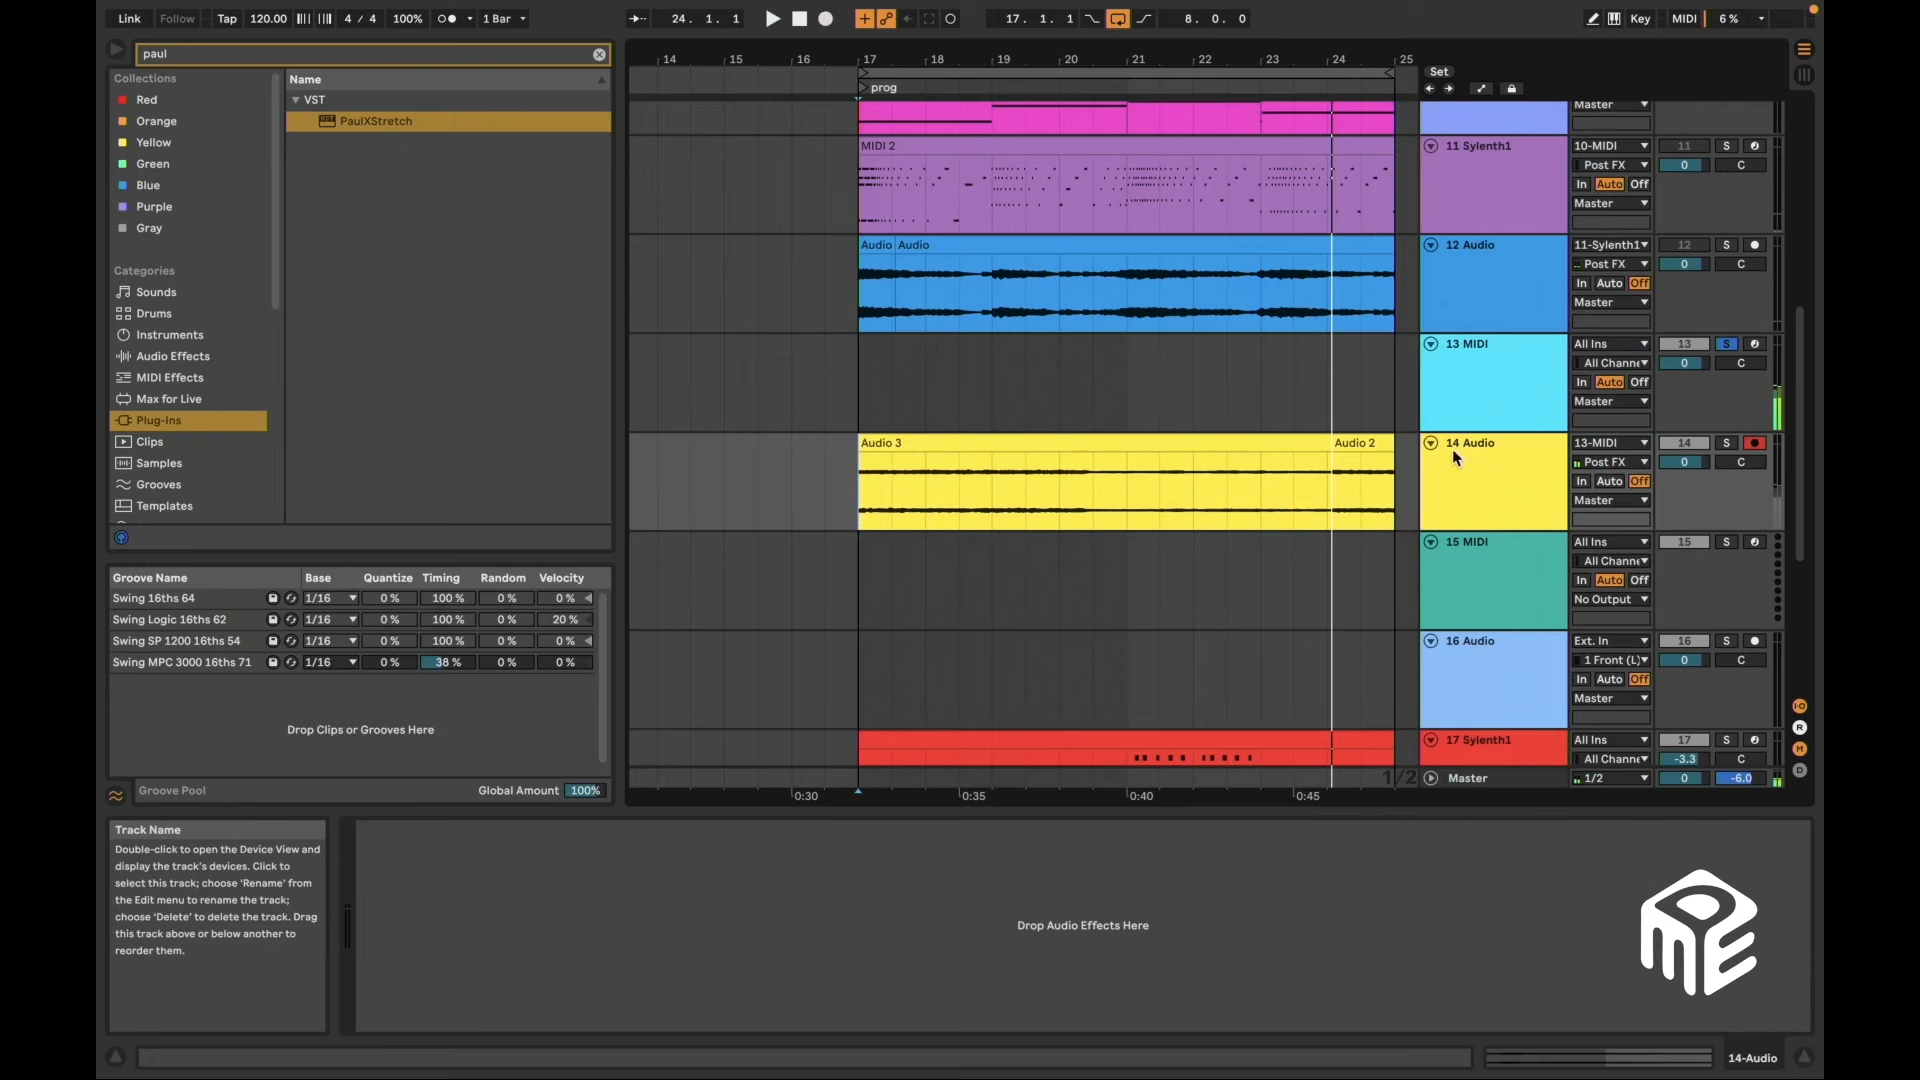 Link Follow Tap 120.00 4 / 4 100% 1 Bar 24. 1. 1 17. 1. 1 8. 0. 0 Key MIDI 6 %
paul
Collections
Red
Orange
Yellow
Green
Blue
Purple
Gray
Categories
Sounds
Drums
Instruments
Audio Effects
MIDI Effects
Max for Live
Plug-Ins
Clips
Samples
Grooves
Templates
Name
VST
PaulXStretch
Groove Name Base Quantize Timing Random Velocity
Swing 16ths 64 1/16 0 % 100 % 0 % 0 %
Swing Logic 16ths 62 1/16 0 % 100 % 0 % 20 %
Swing SP 1200 16ths 54 1/16 0 % 100 % 0 % 0 %
Swing MPC 3000 16ths 71 1/16 0 % 38 % 0 % 0 %
Drop Clips or Grooves Here
Groove Pool Global Amount 100%
14 15 16 17 18 19 20 21 22 23 24 25
Set
prog
Master
MIDI 2
11 Sylenth1 10-MIDI 11 S
Post FX 0 C
In Auto Off
Master
Audio Audio
12 Audio 11-Sylenth1 12 S
Post FX 0 C
In Auto Off
Master
13 MIDI All Ins 13 S
All Channe 0 C
In Auto Off
Master
Audio 3 Audio 2
14 Audio 13-MIDI 14 S
Post FX 0 C
In Auto Off
Master
15 MIDI All Ins 15 S
All Channe
In Auto Off
No Output
16 Audio Ext. In 16 S
1 Front (L) 0 C
In Auto Off
Master
17 Sylenth1 All Ins 17 S
All Channe -3.3 C
1/2 Master 1/2 0 -6.0
0:30 0:35 0:40 0:45
I·O
R
M
D
Track Name
Double-click to open the Device View and
display the track's devices. Click to
select this track; choose ‘Rename’ from
the Edit menu to rename the track;
choose ‘Delete’ to delete the track. Drag
this track above or below another to
reorder them.
Drop Audio Effects Here
14-Audio